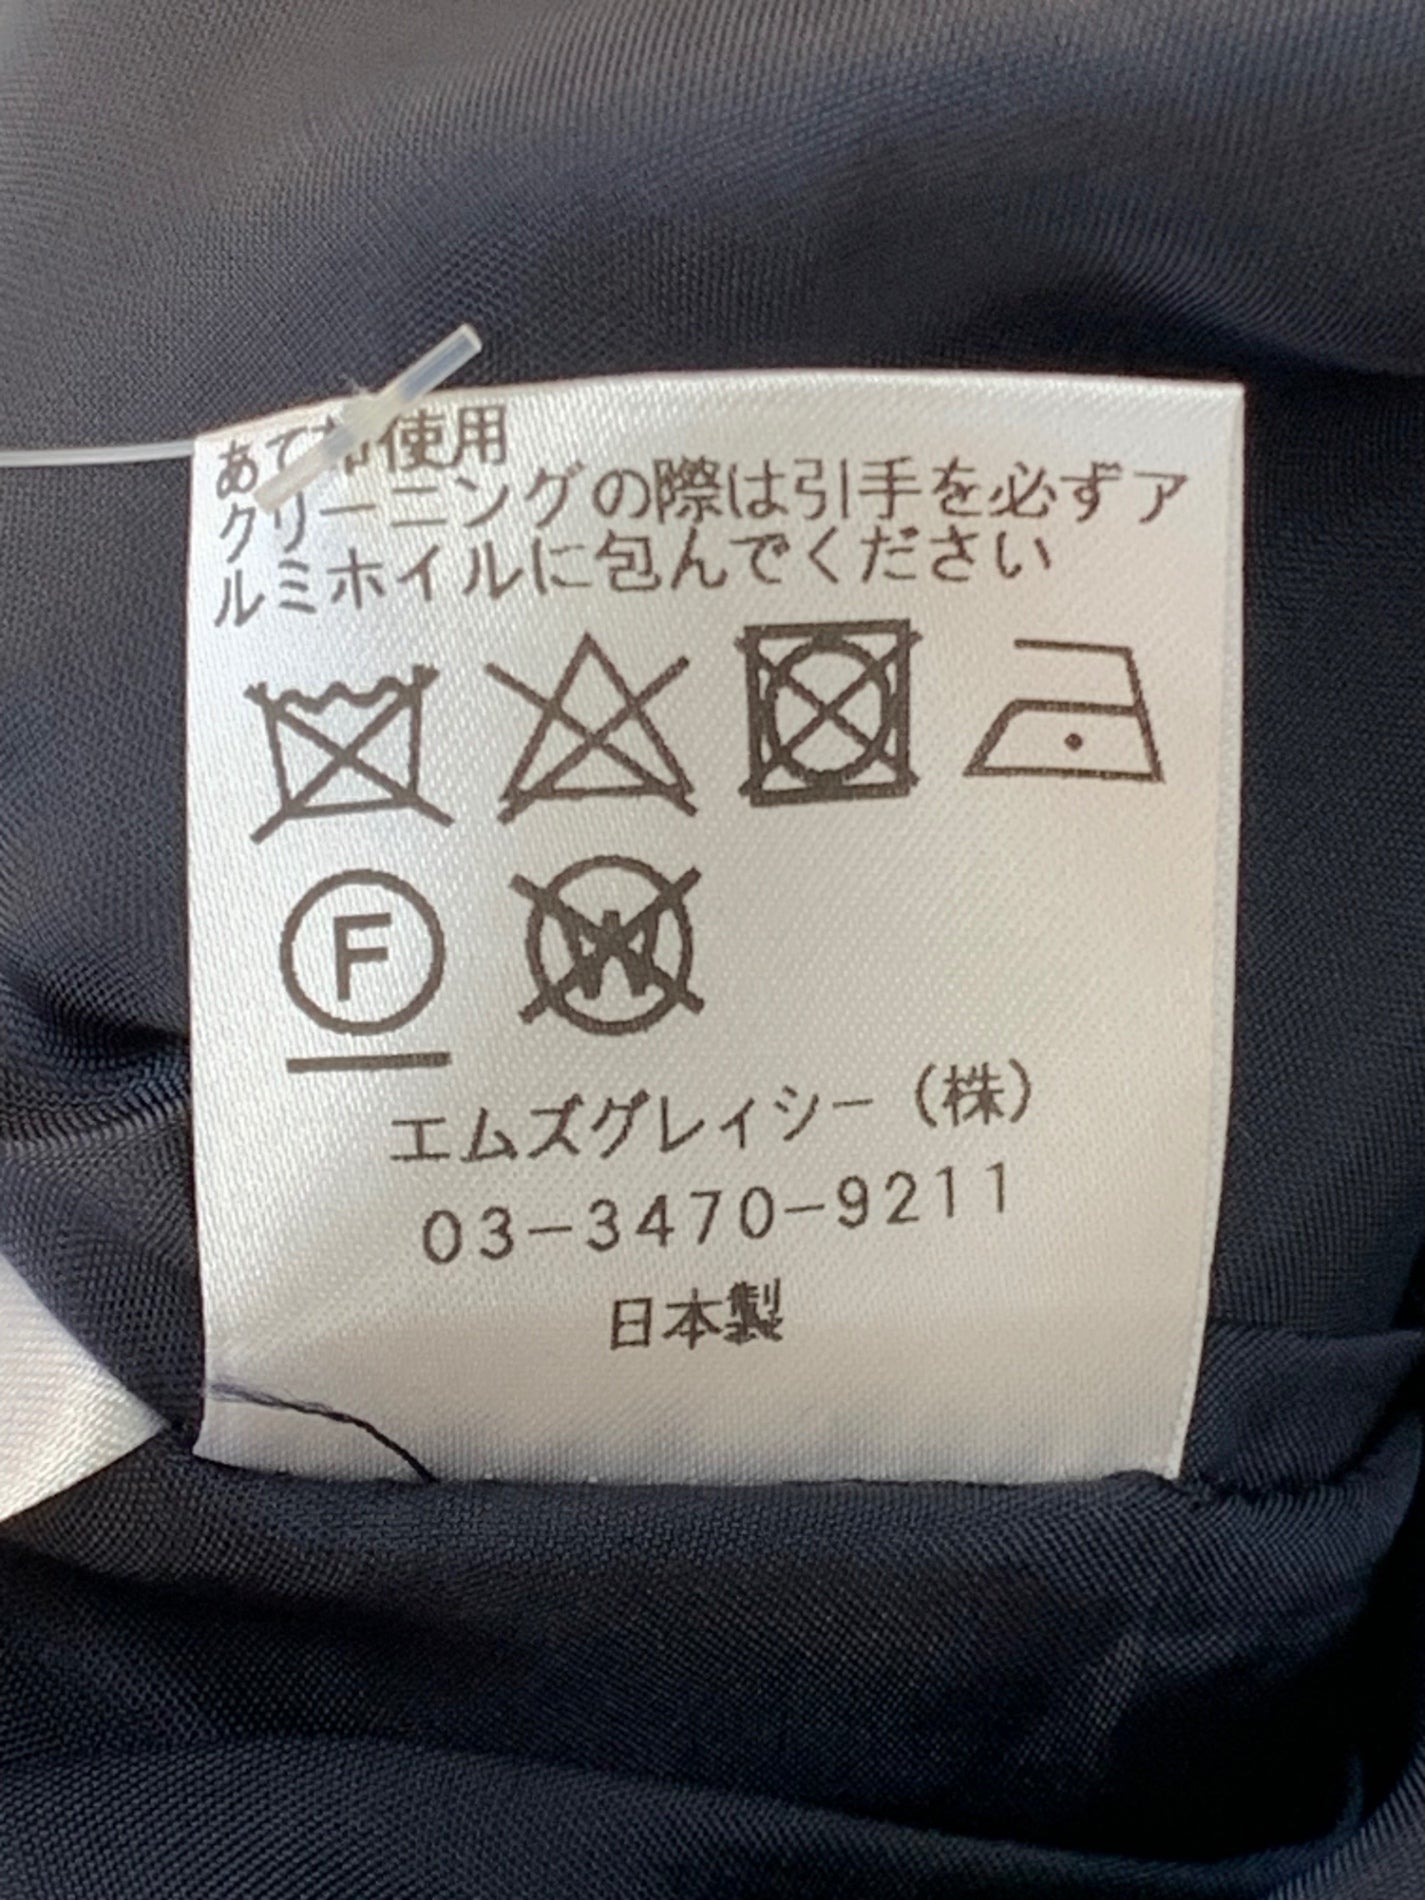 あて布使用
クリーニングの際は引手を必ずア
ルミホイルに包んでください
F W
エムズグレイシー（株）
03-3470-9211
日本製